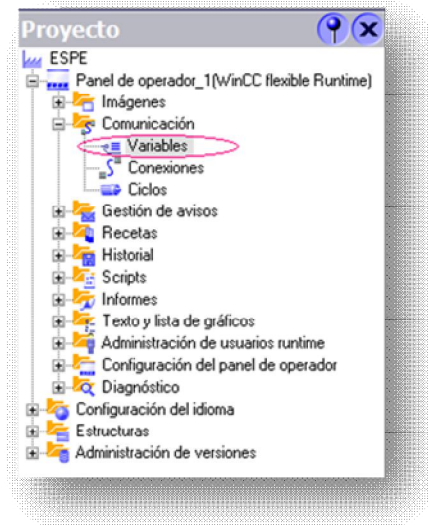 Proyecto
ESPE
Panel de operador_1(WinCC flexible Runtime)
Imágenes
Comunicación
Variables
Conexiones
Ciclos
Gestión de avisos
Recetas
Historial
Scripts
Informes
Texto y lista de gráficos
Administración de usuarios runtime
Configuración del panel de operador
Diagnóstico
Configuración del idioma
Estructuras
Administración de versiones